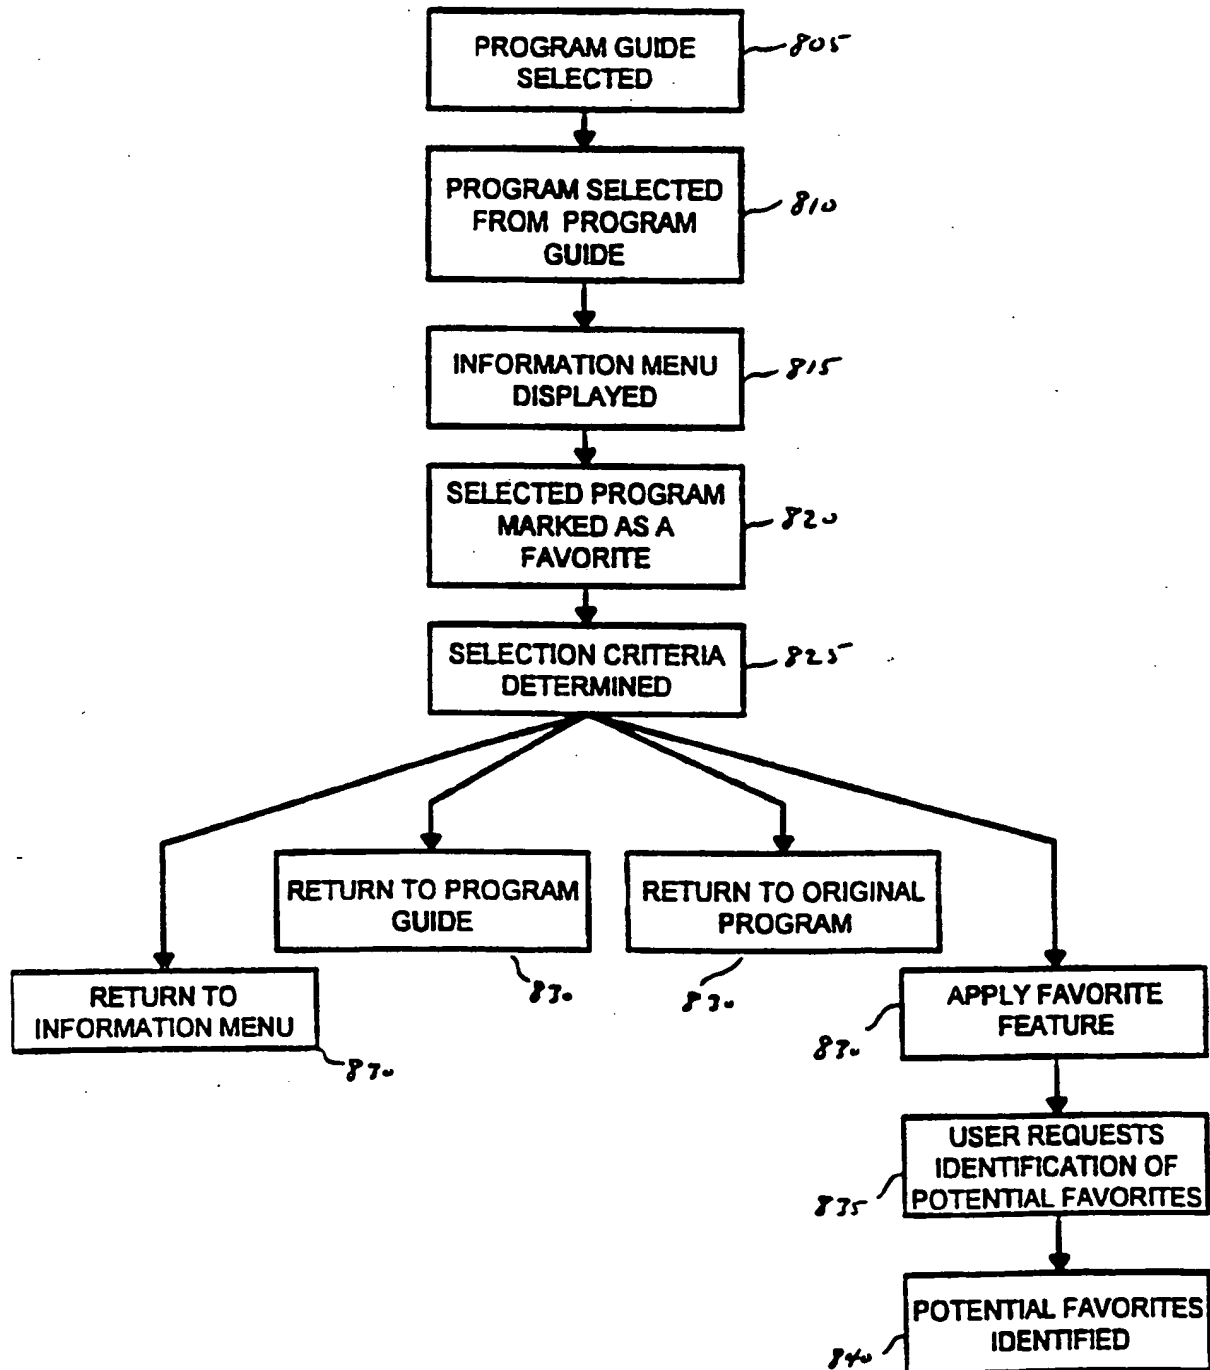 PROGRAM GUIDE
SELECTED
805
PROGRAM SELECTED
FROM PROGRAM
GUIDE
810
INFORMATION MENU
DISPLAYED
815
SELECTED PROGRAM
MARKED AS A
FAVORITE
820
SELECTION CRITERIA
DETERMINED
825
RETURN TO PROGRAM
GUIDE
830
RETURN TO ORIGINAL
PROGRAM
830
RETURN TO
INFORMATION MENU
830
APPLY FAVORITE
FEATURE
830
USER REQUESTS
IDENTIFICATION OF
POTENTIAL FAVORITES
835
POTENTIAL FAVORITES
IDENTIFIED
840